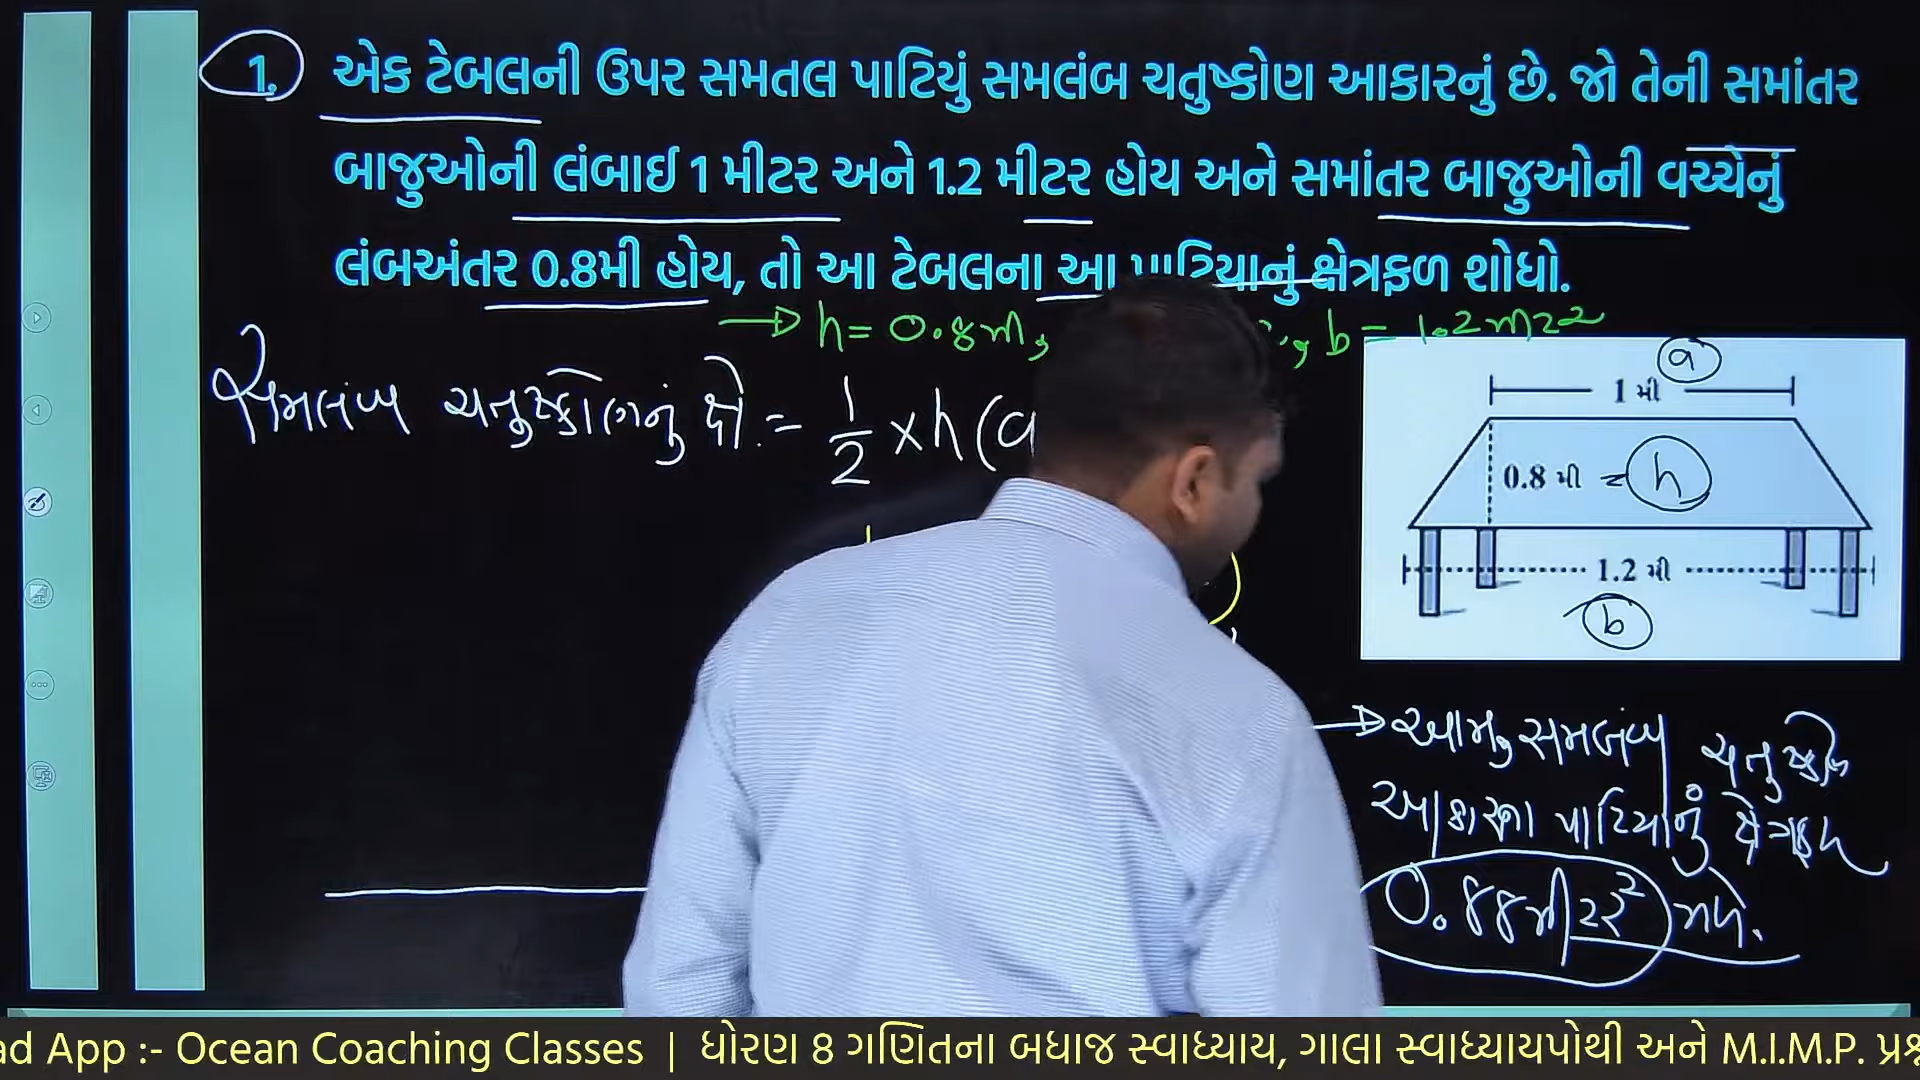 1. એક ટેબલની ઉપર સમતલ પાટિયું સમલંબ ચતુષ્કોણ આકારનું છે. જો તેની સમાંતર
બાજુઓની લંબાઈ 1 મીટર અને 1.2 મીટર હોય અને સમાંતર બાજુઓની વચ્ચેનું
લંબઅંતર 0.8મી હોય, તો આ ટેબલના આ પાટિયાનું ક્ષેત્રફળ શોધો.
h = 0.8મી, b = 1.2 મીટર
સમલંબ ચતુષ્કોણનું ક્ષે. = 1/2 × h (a
a
1 મી
0.8 મી = h
1.2 મી
b
આમ, સમલંબ ચતુષ્કોણ
આકારના પાટિયાનું ક્ષેત્રફળ
0.88મીટર² મળે.
ad App :- Ocean Coaching Classes | ધોરણ 8 ગણિતના બધાજ સ્વાધ્યાય, ગાલા સ્વાધ્યાયપોથી અને M.I.M.P. પ્રશ્ન